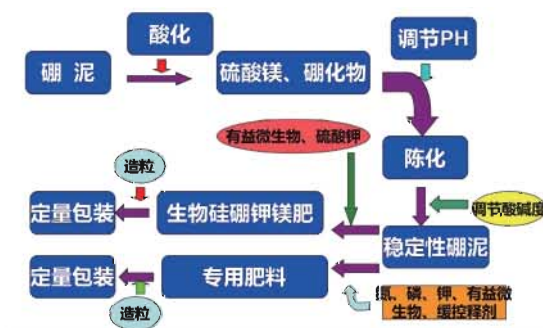 酸化
调节PH
硼 泥
硫酸镁、硼化物
有益微生物、硫酸钾
陈化
造粒
调节酸碱度
定量包装
生物硅硼钾镁肥
稳定性硼泥
定量包装
专用肥料
造粒
氮、磷、钾、有益微
生物、缓控释剂